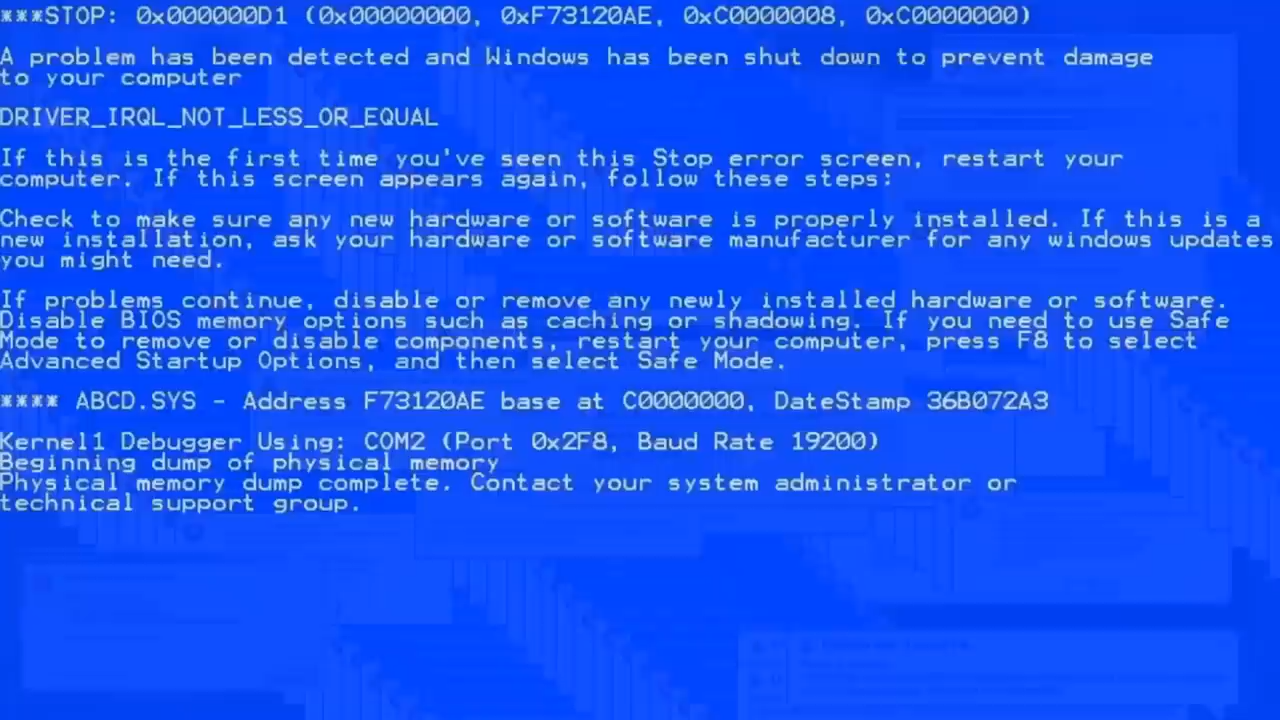 ***STOP: 0x000000D1 (0x00000000, 0xF73120AE, 0xC0000008, 0xC0000000)
A problem has been detected and Windows has been shut down to prevent damage
to your computer
DRIVER_IRQL_NOT_LESS_OR_EQUAL
If this is the first time you've seen this Stop error screen, restart your
computer. If this screen appears again, follow these steps:
Check to make sure any new hardware or software is properly installed. If this is a
new installation, ask your hardware or software manufacturer for any windows updates
you might need.
If problems continue, disable or remove any newly installed hardware or software.
Disable BIOS memory options such as caching or shadowing. If you need to use Safe
Mode to remove or disable components, restart your computer, press F8 to select
Advanced Startup Options, and then select Safe Mode.
**** ABCD.SYS - Address F73120AE base at C0000000, DateStamp 36B072A3
Kernel1 Debugger Using: COM2 (Port 0x2F8, Baud Rate 19200)
Beginning dump of physical memory
Physical memory dump complete. Contact your system administrator or
technical support group.